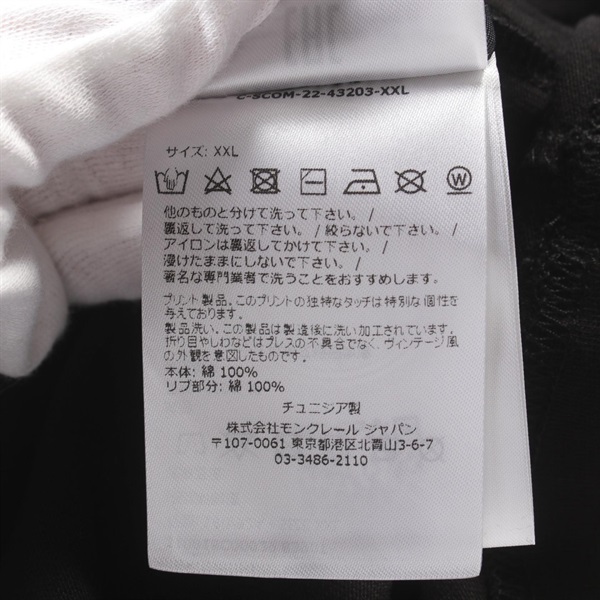 C-SCOM-22-43203-XXL
サイズ: XXL
W
他のものと分けて洗って下さい。/
裏返して洗って下さい。/ 絞らないで下さい。/
アイロンは裏返してかけて下さい。/
浸けたままにしないで下さい。/
著名な専門業者で洗うことをおすすめします。
プリント製品。このプリントの独特なタッチは特別な個性を
与えております。
製品洗い。この製品は製造後に洗い加工されています。
折り目やしわなどはプレスの不具合でなく、ヴィンテージ風
の外観を意図したものです。
本体: 綿 100%
リブ部分: 綿 100%
チュニジア製
株式会社モンクレール ジャパン
〒107-0061 東京都港区北青山3-6-7
03-3486-2110